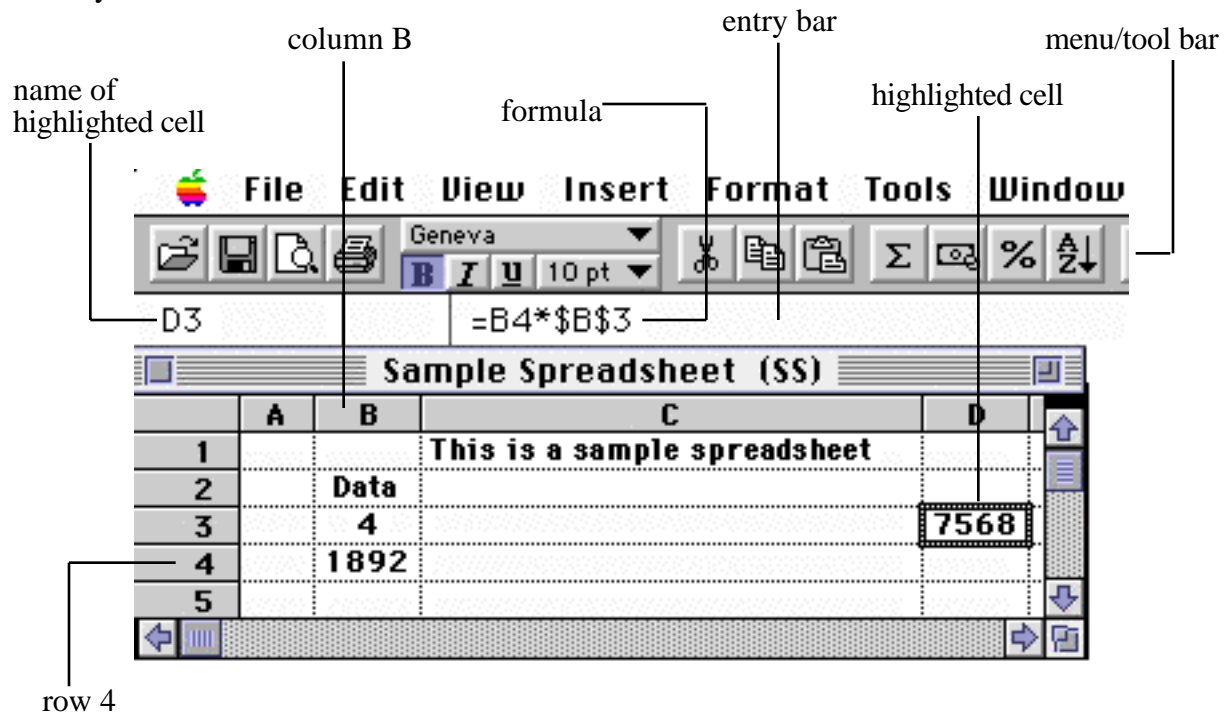 entry bar
column B
menu/tool bar
name of
highlighted cell
formula
highlighted cell
File Edit View Insert Format Tools Window
Geneva
B I U 10 pt Σ % A Z
D3 =B4*$B$3
Sample Spreadsheet (SS)
A B C D
1 This is a sample spreadsheet
2 Data
3 4 7568
4 1892
5
row 4